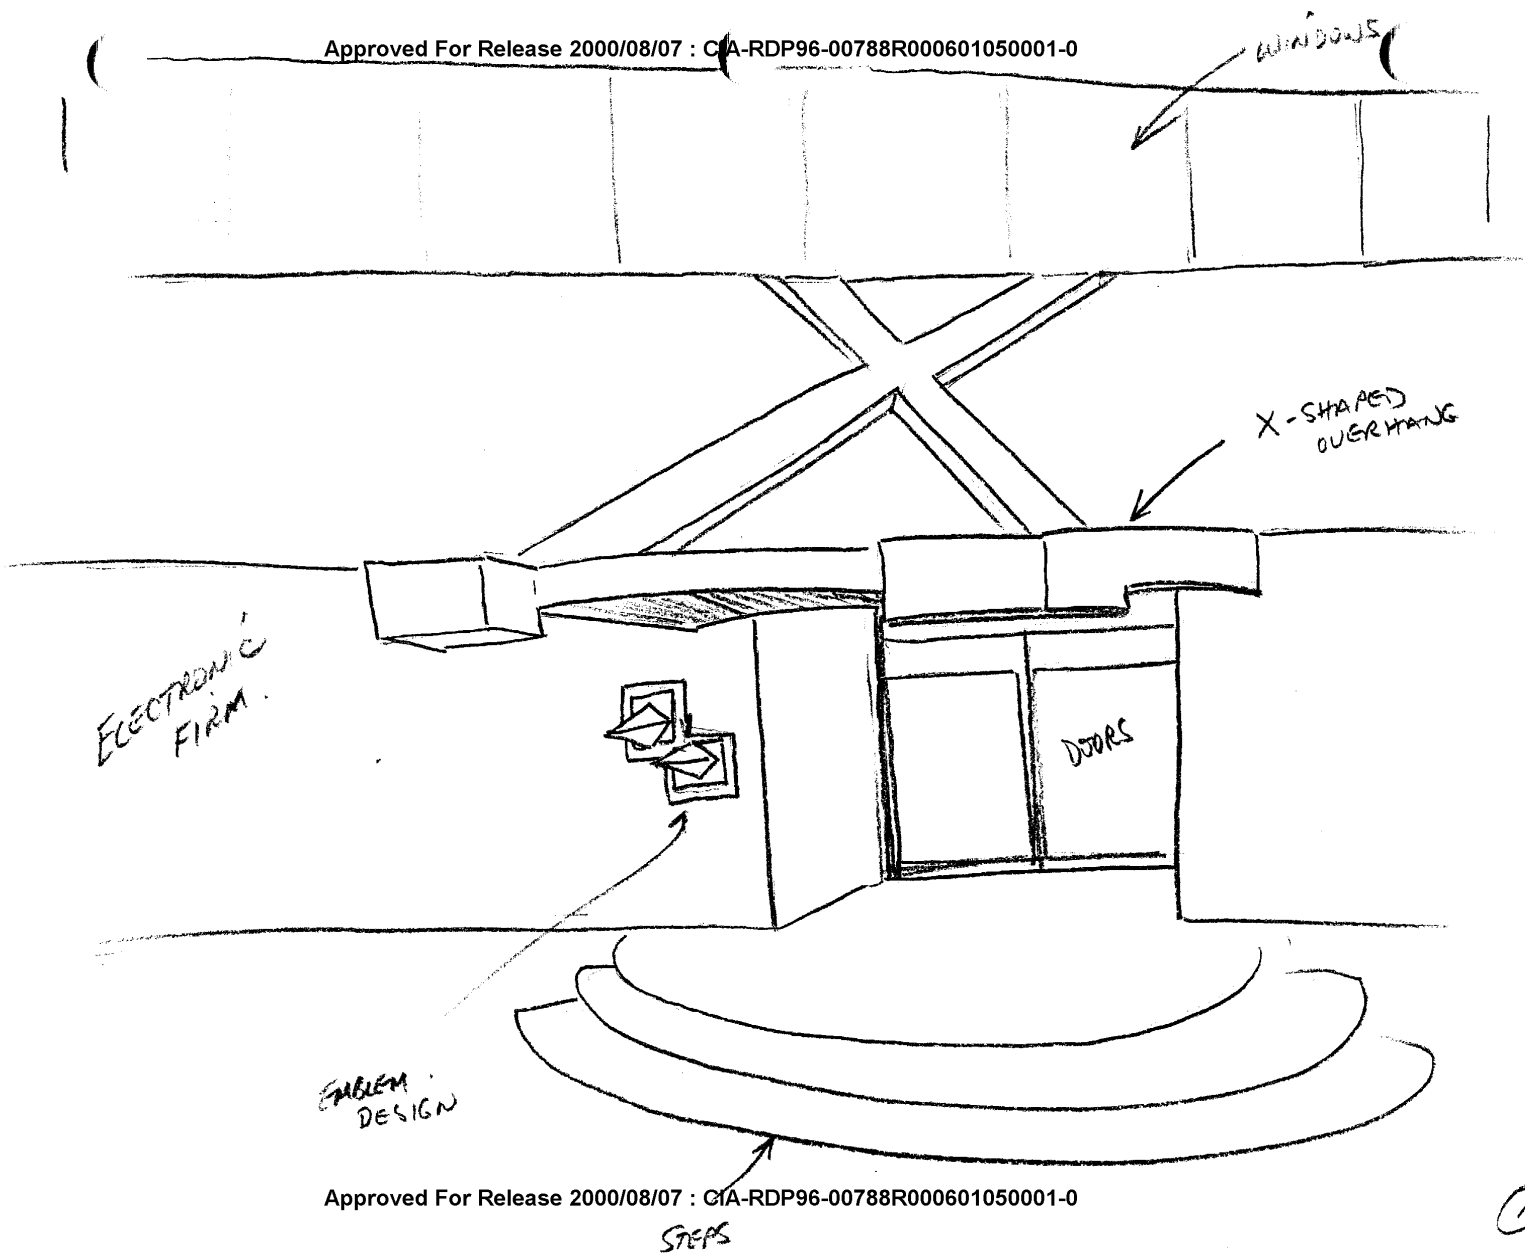 Approved For Release 2000/08/07 : CIA-RDP96-00788R000601050001-0
WINDOWS
X-SHAPED
OVERHANG
ELECTRONIC
FIRM.
DOORS
EMBLEM
DESIGN
Approved For Release 2000/08/07 : CIA-RDP96-00788R000601050001-0
STEPS